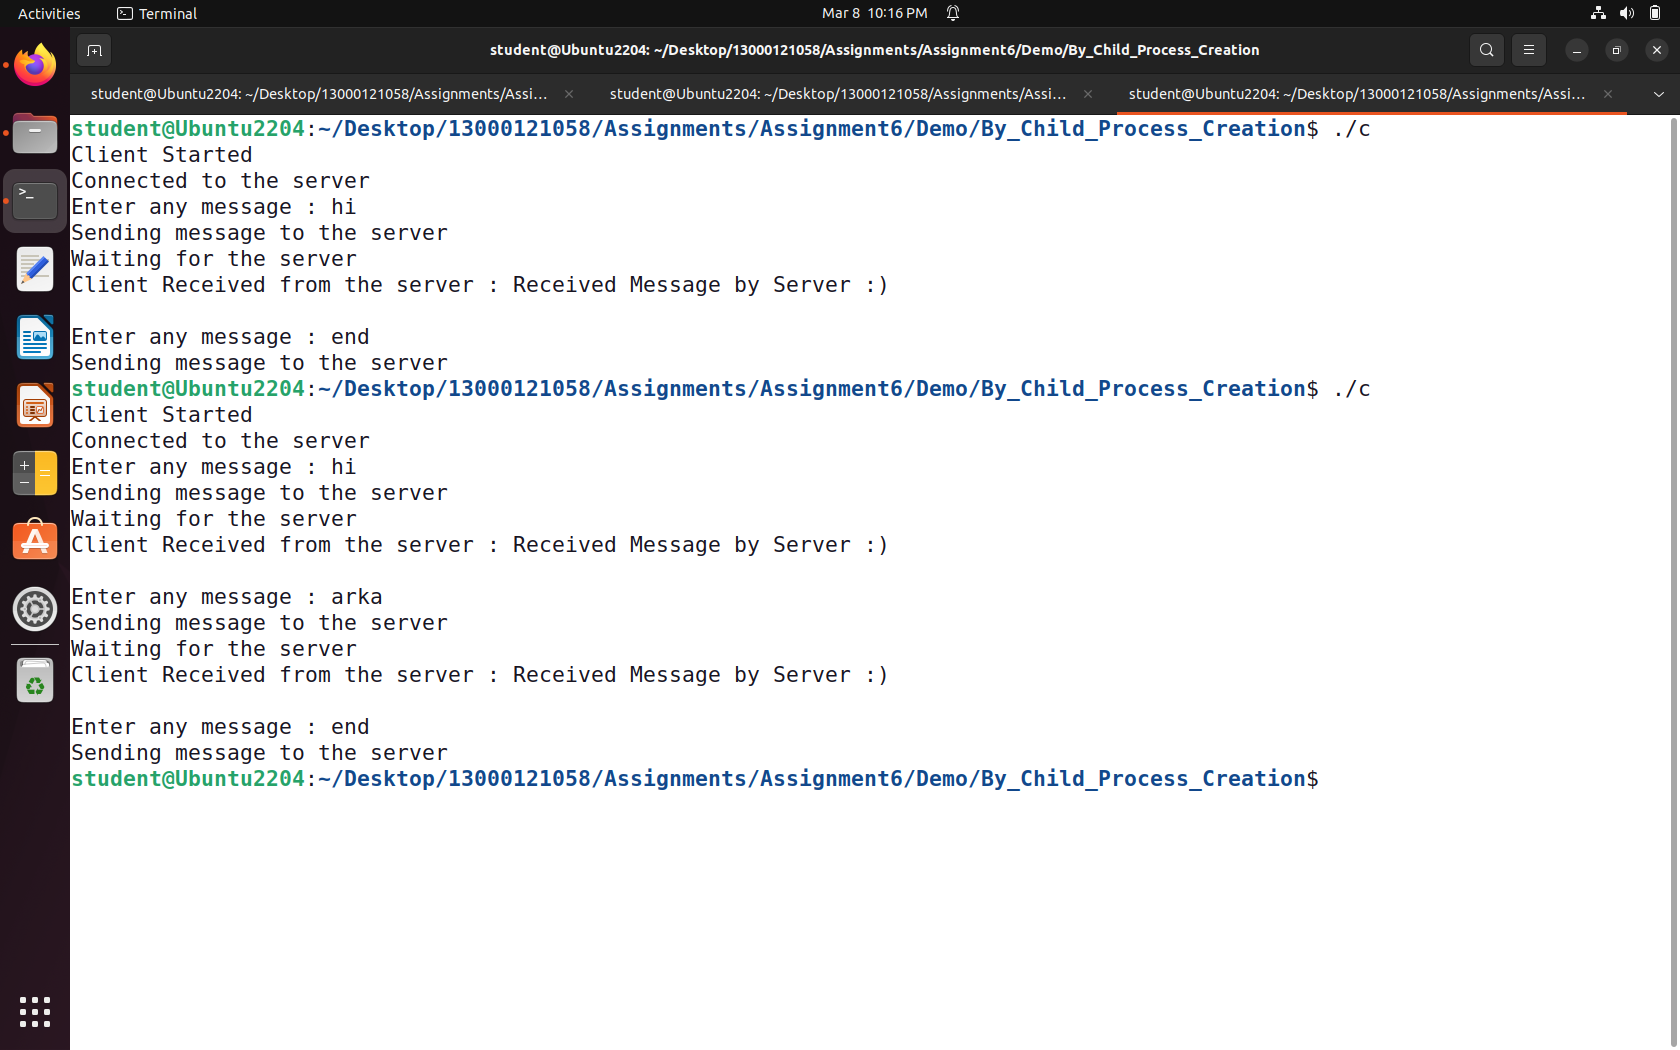 Activities
Terminal
Mar 8 10:16 PM
student@Ubuntu2204: ~/Desktop/13000121058/Assignments/Assignment6/Demo/By_Child_Process_Creation
student@Ubuntu2204: ~/Desktop/13000121058/Assignments/Assi...
student@Ubuntu2204: ~/Desktop/13000121058/Assignments/Assi...
student@Ubuntu2204: ~/Desktop/13000121058/Assignments/Assi...
student@Ubuntu2204:~/Desktop/13000121058/Assignments/Assignment6/Demo/By_Child_Process_Creation$ ./c
Client Started
Connected to the server
Enter any message : hi
Sending message to the server
Waiting for the server
Client Received from the server : Received Message by Server :)
Enter any message : end
Sending message to the server
student@Ubuntu2204:~/Desktop/13000121058/Assignments/Assignment6/Demo/By_Child_Process_Creation$ ./c
Client Started
Connected to the server
Enter any message : hi
Sending message to the server
Waiting for the server
Client Received from the server : Received Message by Server :)
Enter any message : arka
Sending message to the server
Waiting for the server
Client Received from the server : Received Message by Server :)
Enter any message : end
Sending message to the server
student@Ubuntu2204:~/Desktop/13000121058/Assignments/Assignment6/Demo/By_Child_Process_Creation$